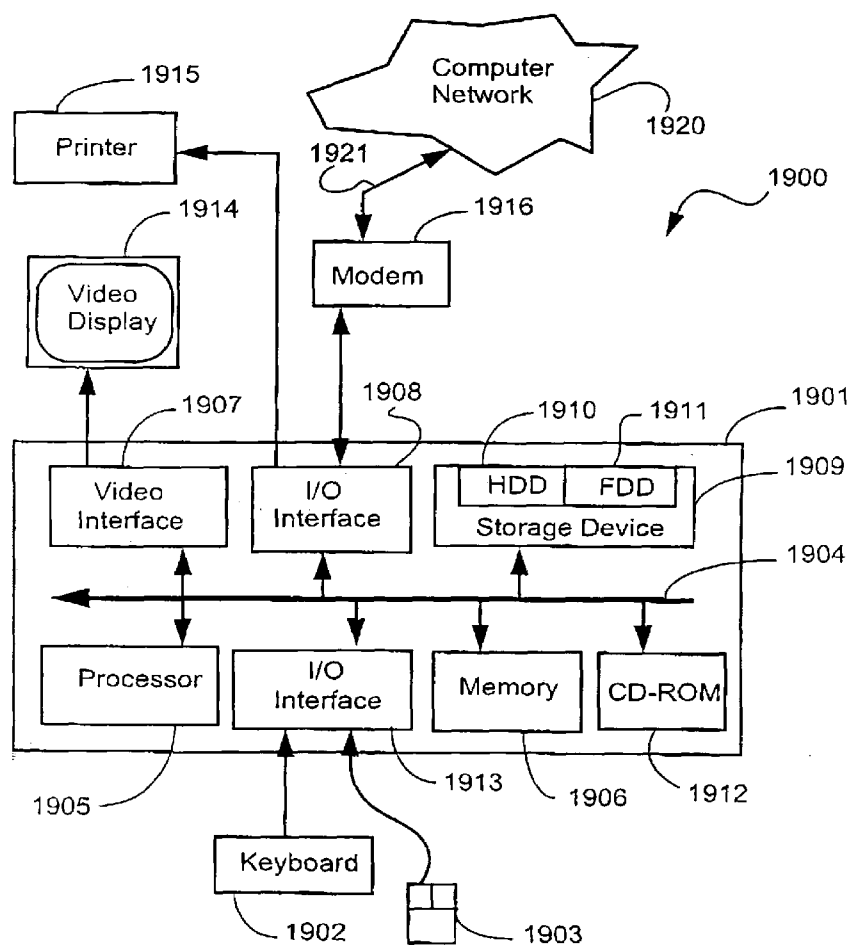 Computer
Network
1920
1915
Printer
1921
1900
1914
1916
Modem
Video
Display
1907
1908
1910
1911
1901
Video
Interface
I/O
Interface
HDD
FDD
Storage Device
1909
1904
Processor
I/O
Interface
Memory
CD-ROM
1905
1913
1906
1912
Keyboard
1902
1903